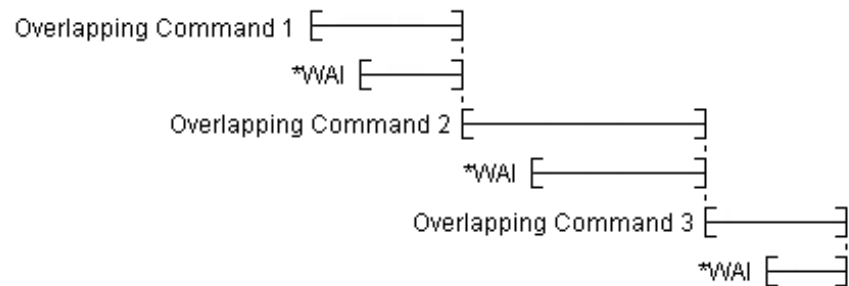 Overlapping Command 1
*WAI
Overlapping Command 2
*WAI
Overlapping Command 3
*WAI